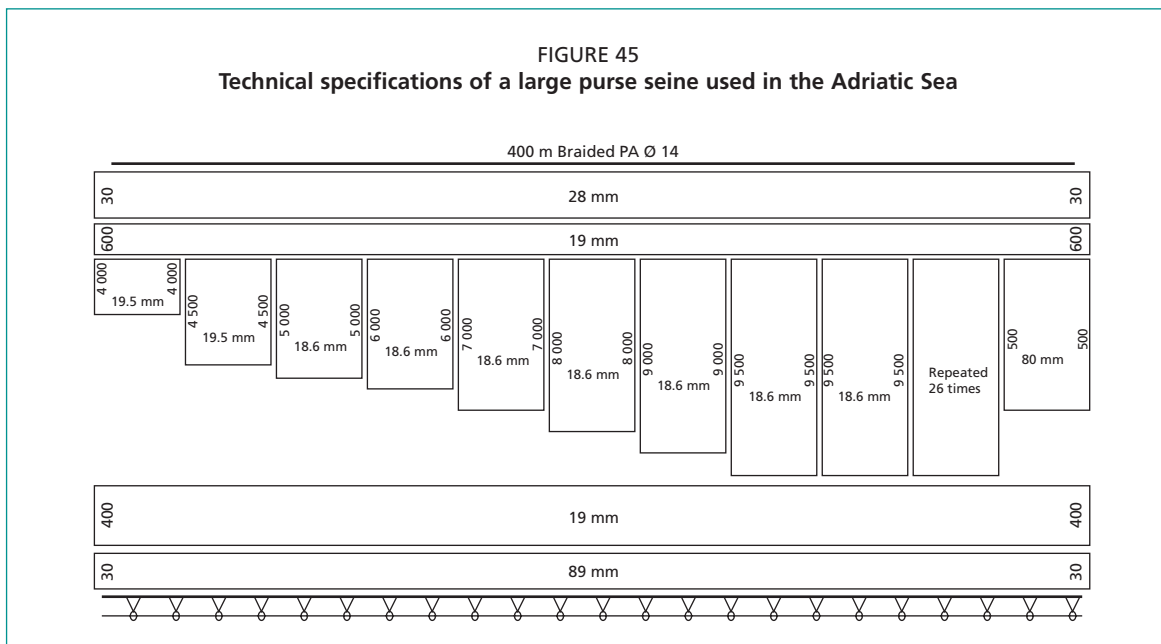 FIGURE 45
Technical specifications of a large purse seine used in the Adriatic Sea
400 m Braided PA Ø 14
30 28 mm 30
600 19 mm 600
4 000 19.5 mm 4 000
4 500 19.5 mm 4 500
5 000 18.6 mm 5 000
6 000 18.6 mm 6 000
7 000 18.6 mm 7 000
8 000 18.6 mm 8 000
9 000 18.6 mm 9 000
9 500 18.6 mm 9 500
9 500 18.6 mm 9 500
Repeated
26 times
500 80 mm 500
400 19 mm 400
30 89 mm 30